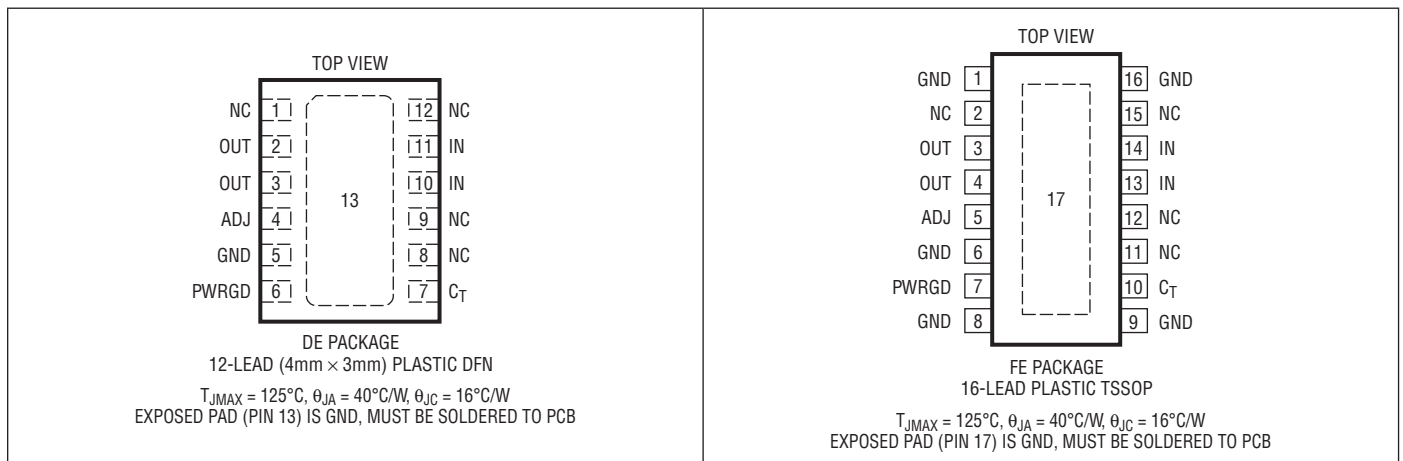 TOP VIEW
NC 1 12 NC
OUT 2 11 IN
OUT 3 10 IN
13
ADJ 4 9 NC
GND 5 8 NC
PWRGD 6 7 CT
DE PACKAGE
12-LEAD (4mm × 3mm) PLASTIC DFN
TJMAX = 125°C, θJA = 40°C/W, θJC = 16°C/W
EXPOSED PAD (PIN 13) IS GND, MUST BE SOLDERED TO PCB
TOP VIEW
GND 1 16 GND
NC 2 15 NC
OUT 3 14 IN
OUT 4 13 IN
17
ADJ 5 12 NC
GND 6 11 NC
PWRGD 7 10 CT
GND 8 9 GND
FE PACKAGE
16-LEAD PLASTIC TSSOP
TJMAX = 125°C, θJA = 40°C/W, θJC = 16°C/W
EXPOSED PAD (PIN 17) IS GND, MUST BE SOLDERED TO PCB